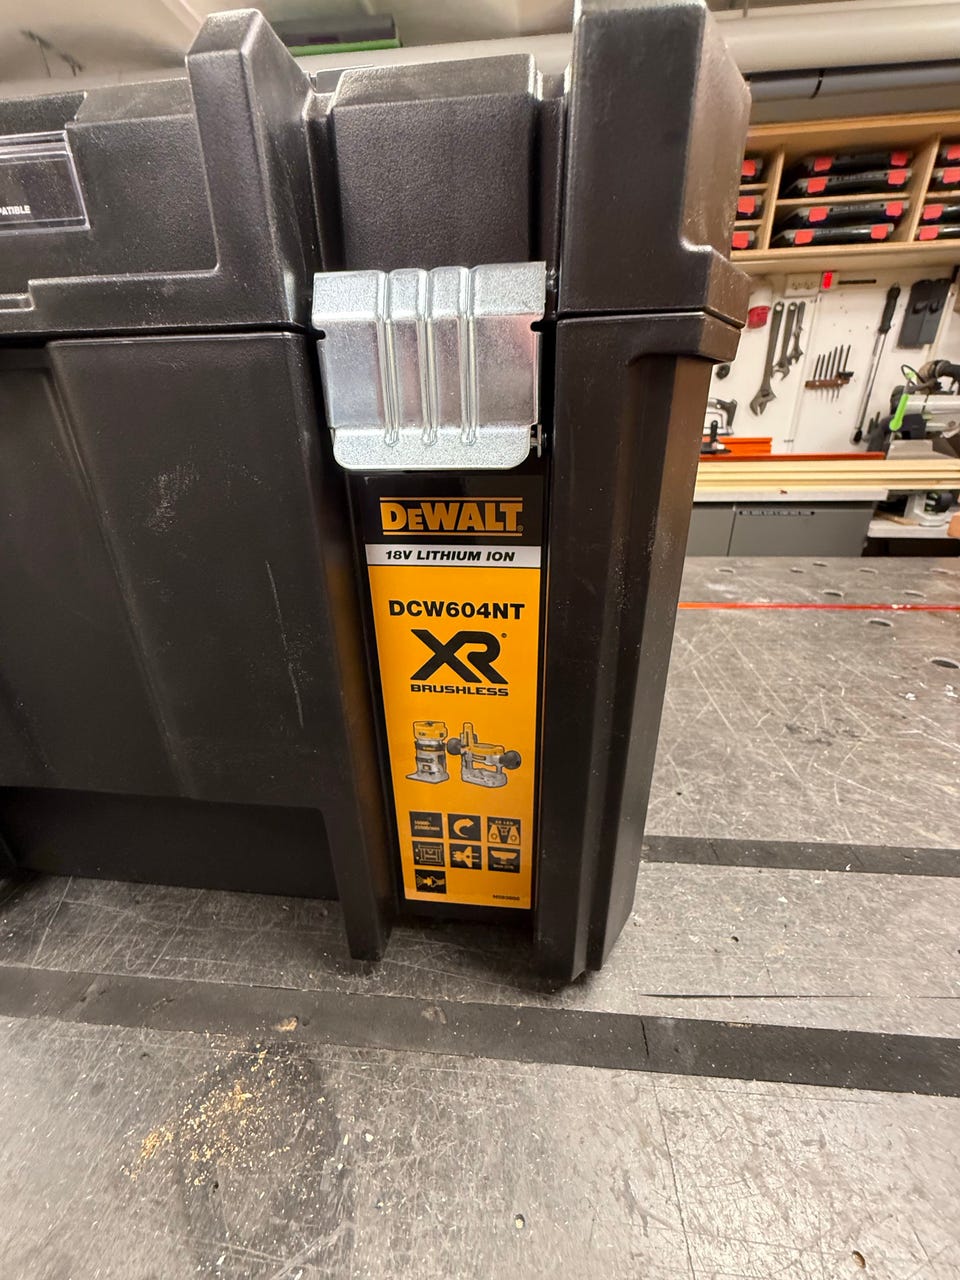 PATIBLE
DEWALT®
18V LITHIUM ION
DCW604NT
XR®
BRUSHLESS